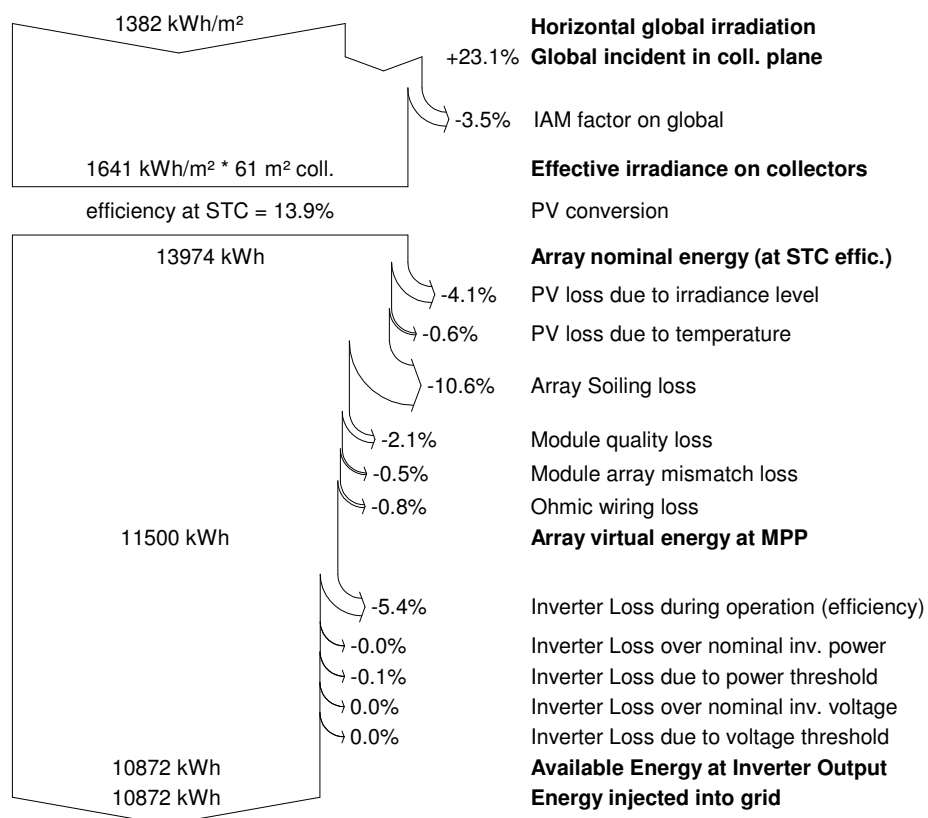 1382 kWh/m² Horizontal global irradiation
+23.1% Global incident in coll. plane
-3.5% IAM factor on global
1641 kWh/m² * 61 m² coll. Effective irradiance on collectors
efficiency at STC = 13.9% PV conversion
13974 kWh Array nominal energy (at STC effic.)
-4.1% PV loss due to irradiance level
-0.6% PV loss due to temperature
-10.6% Array Soiling loss
-2.1% Module quality loss
-0.5% Module array mismatch loss
-0.8% Ohmic wiring loss
11500 kWh Array virtual energy at MPP
-5.4% Inverter Loss during operation (efficiency)
-0.0% Inverter Loss over nominal inv. power
-0.1% Inverter Loss due to power threshold
0.0% Inverter Loss over nominal inv. voltage
0.0% Inverter Loss due to voltage threshold
10872 kWh Available Energy at Inverter Output
10872 kWh Energy injected into grid